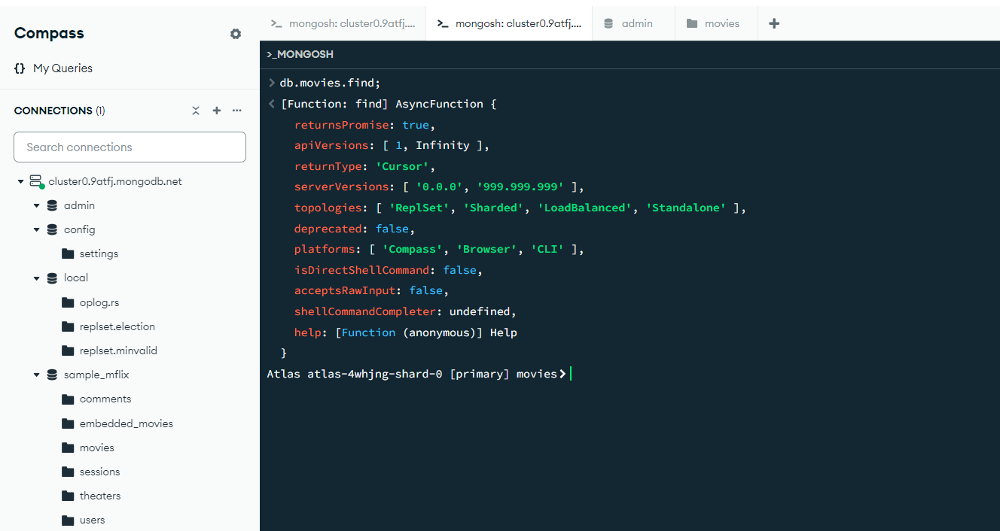 Compass
{} My Queries
CONNECTIONS (1)
Search connections
cluster0.9atfj.mongodb.net
admin
config
settings
local
oplog.rs
replset.election
replset.minvalid
sample_mflix
comments
embedded_movies
movies
sessions
theaters
users
>_ mongosh: cluster0.9atfj.... >_ mongosh: cluster0.9atfj.... admin movies +
>_MONGOSH
> db.movies.find;
< [Function: find] AsyncFunction {
returnsPromise: true,
apiVersions: [ 1, Infinity ],
returnType: 'Cursor',
serverVersions: [ '0.0.0', '999.999.999' ],
topologies: [ 'ReplSet', 'Sharded', 'LoadBalanced', 'Standalone' ],
deprecated: false,
platforms: [ 'Compass', 'Browser', 'CLI' ],
isDirectShellCommand: false,
acceptsRawInput: false,
shellCommandCompleter: undefined,
help: [Function (anonymous)] Help
}
Atlas atlas-4whjng-shard-0 [primary] movies>